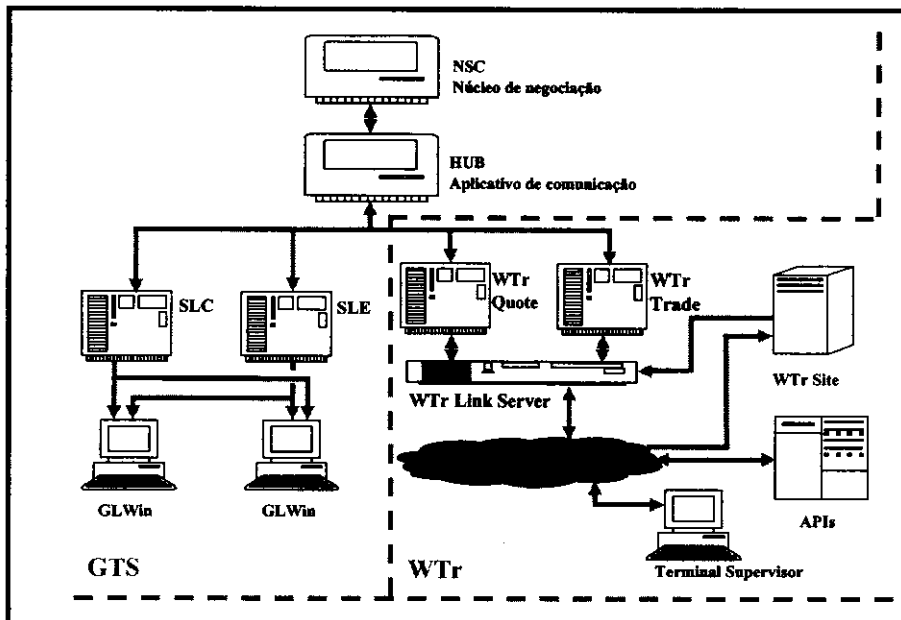 NSC
Núcleo de negociação
HUB
Aplicativo de comunicação
SLC
SLE
WTr
Quote
WTr
Trade
WTr Site
WTr Link Server
GLWin
GLWin
APIs
Terminal Supervisor
GTS
WTr